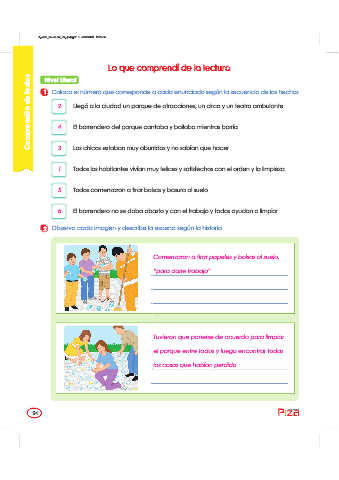 Lo que comprendí de la lectura
Nivel Literal
Comprensión de textos
1 Coloca el número que corresponde a cada enunciado según la secuencia de los hechos
2 Llegó a la ciudad un parque de atracciones, un circo y un teatro ambulante
4 El barrendero del parque cantaba y bailaba mientras barría
3 Los chicos estaban muy aburridos y no sabían que hacer
1 Todos los habitantes vivían muy felices y satisfechos con el orden y la limpieza
5 Todos comenzaron a tirar bolsas y basura al suelo
6 El barrendero no se daba abasto y con el trabajo y todos ayudan a limpiar
Observa cada imagen y describe la escena según la historia
Comenzaron a tirar papeles y bolsas al suelo,
"para darle trabajo"
Tuvieron que ponerse de acuerdo para limpiar
el parque entre todos y luego encontrar todas
las cosas que habían perdido
94